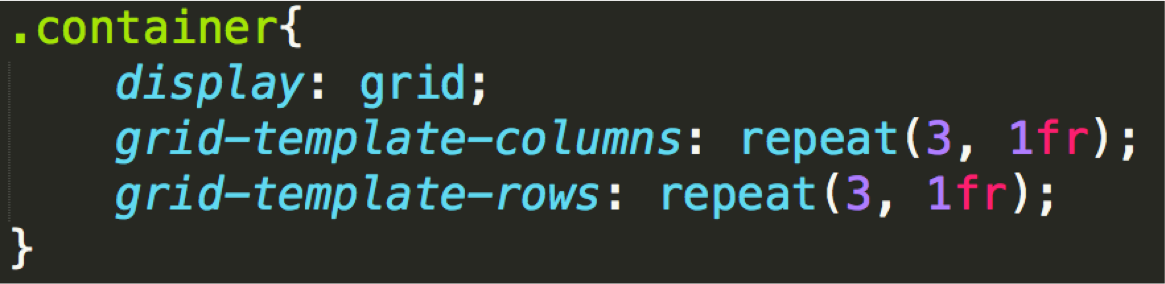 .container{
    display: grid;
    grid-template-columns: repeat(3, 1fr);
    grid-template-rows: repeat(3, 1fr);
}